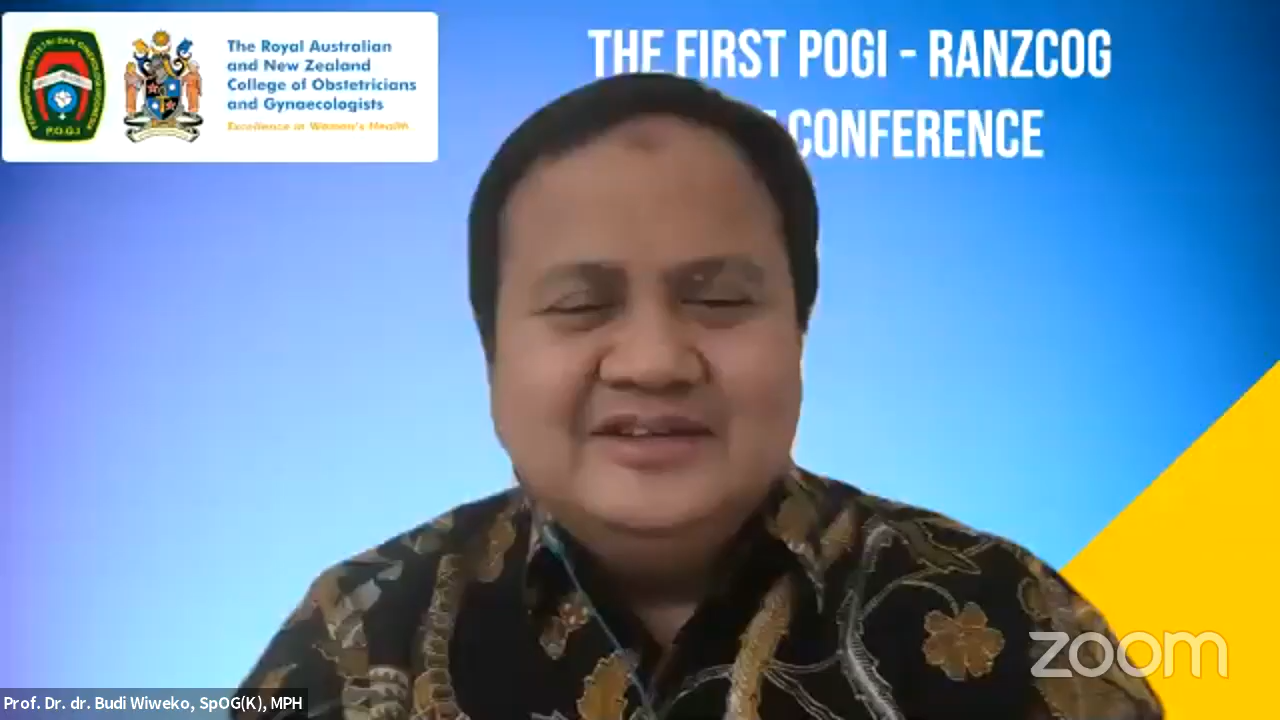 The Royal Australian
and New Zealand
College of Obstetricians
and Gynaecologists
Excellence in Women's Health
P.O.G.I
THE FIRST POGI - RANZCOG
CONFERENCE
zoom
Prof. Dr. dr. Budi Wiweko, SpOG(K), MPH